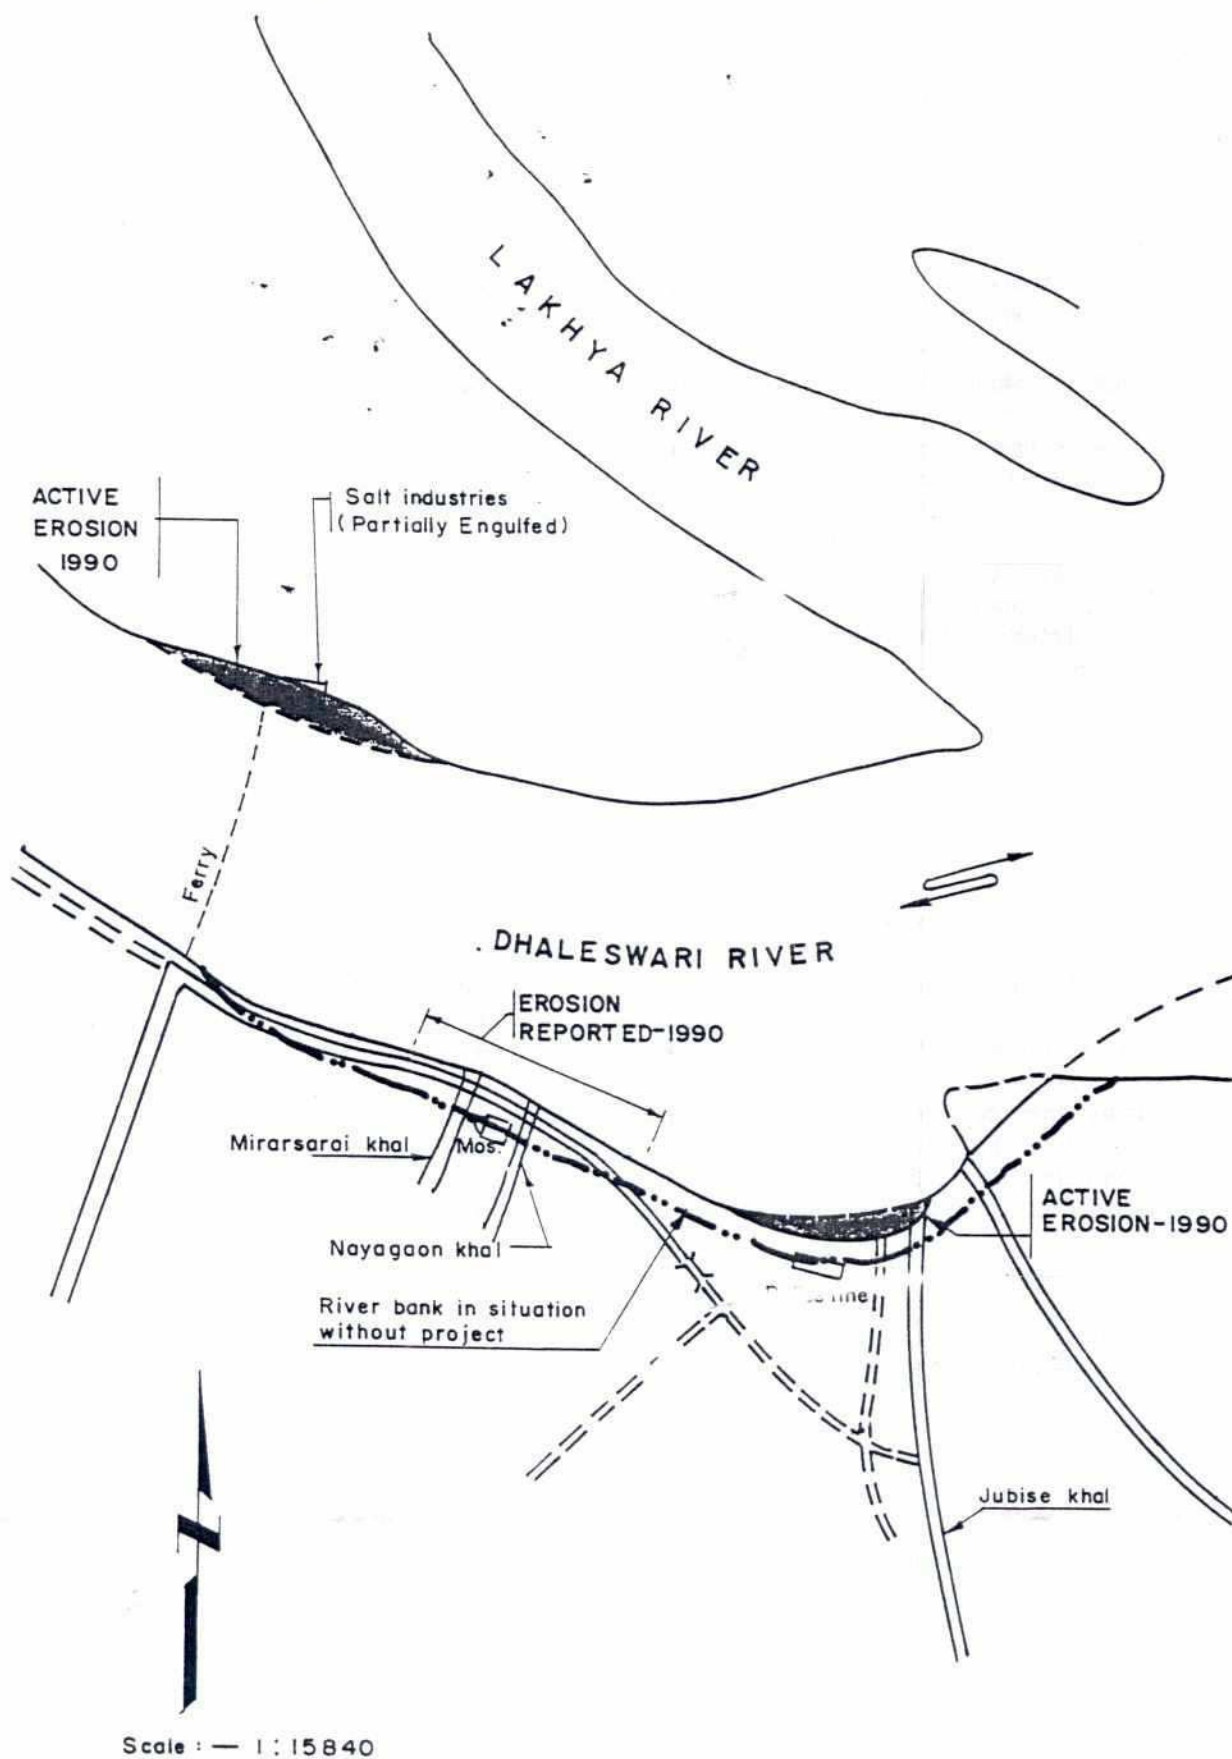 LAKHYA RIVER
ACTIVE
EROSION
1990
Salt industries
(Partially Engulfed)
Ferry
DHALESWARI RIVER
EROSION
REPORTED-1990
Mirarsarai khal
Mos.
Nayagaon khal
ACTIVE
EROSION-1990
River bank in situation
without project
Jubise khal
Scale : — 1 : 15840